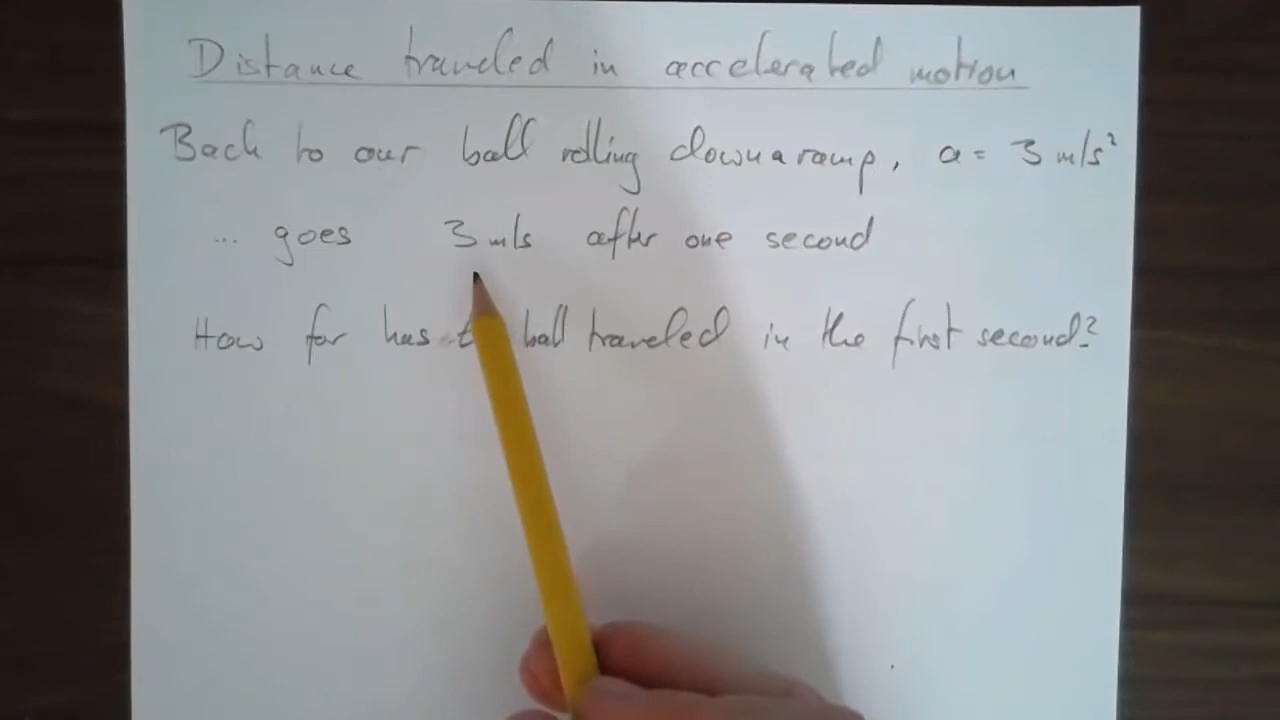 Distance traveled in accelerated motion
Back to our ball rolling down a ramp, a = 3 m/s²
... goes 3 m/s after one second
How far has ball traveled in the first second?